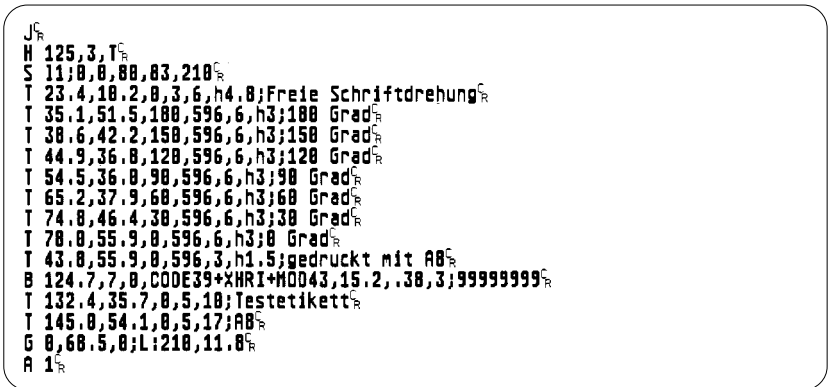 J␍
H 125,3,T␍
S l1;0,0,80,83,210␍
T 23.4,10.2,0,3,6,h4.8;Freie Schriftdrehung␍
T 35.1,51.5,180,596,6,h3;180 Grad␍
T 38.6,42.2,150,596,6,h3;150 Grad␍
T 44.9,36.8,120,596,6,h3;120 Grad␍
T 54.5,36.0,90,596,6,h3;90 Grad␍
T 65.2,37.9,60,596,6,h3;60 Grad␍
T 74.8,46.4,30,596,6,h3;30 Grad␍
T 78.0,55.9,0,596,6,h3;0 Grad␍
T 43.8,55.9,0,596,3,h1.5;gedruckt mit A8␍
B 124.7,7,0,CODE39+XHRI+MOD43,15.2,.38,3;99999999␍
T 132.4,35.7,0,5,10;Testetikett␍
T 145.0,54.1,0,5,17;A8␍
G 0,68.5,0;L:210,11.8␍
A 1␍